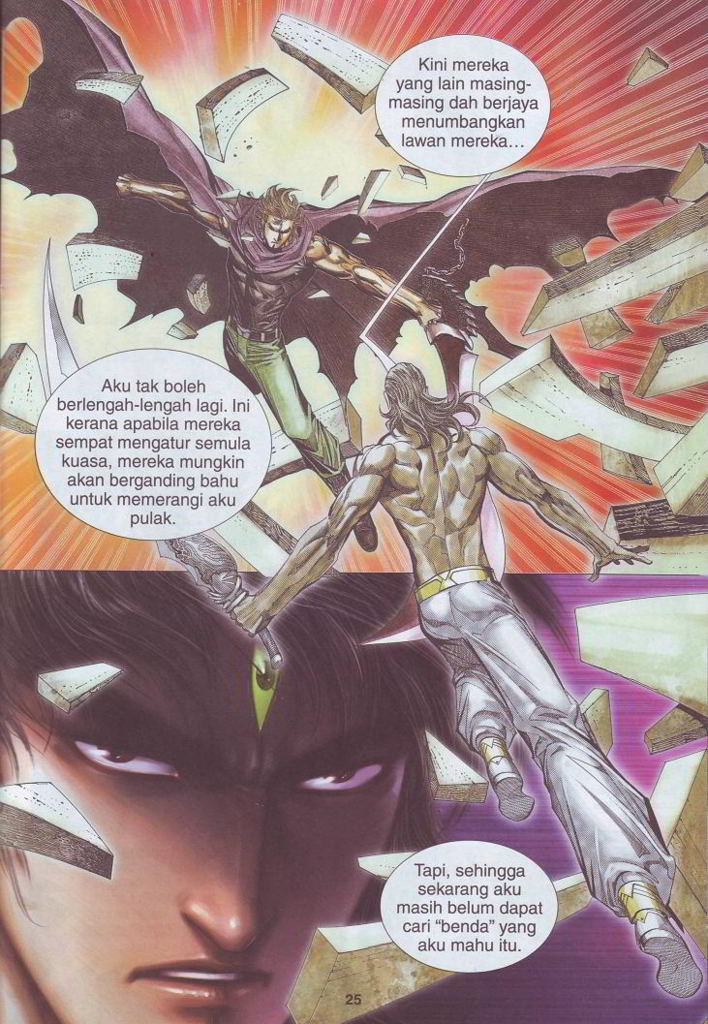 Kini mereka
yang lain masing-
masing dah berjaya
menumbangkan
lawan mereka...
Aku tak boleh
berlengah-lengah lagi. Ini
kerana apabila mereka
sempat mengatur semula
kuasa, mereka mungkin
akan berganding bahu
untuk memerangi aku
pulak.
Tapi, sehingga
sekarang aku
masih belum dapat
cari “benda” yang
aku mahu itu.
25